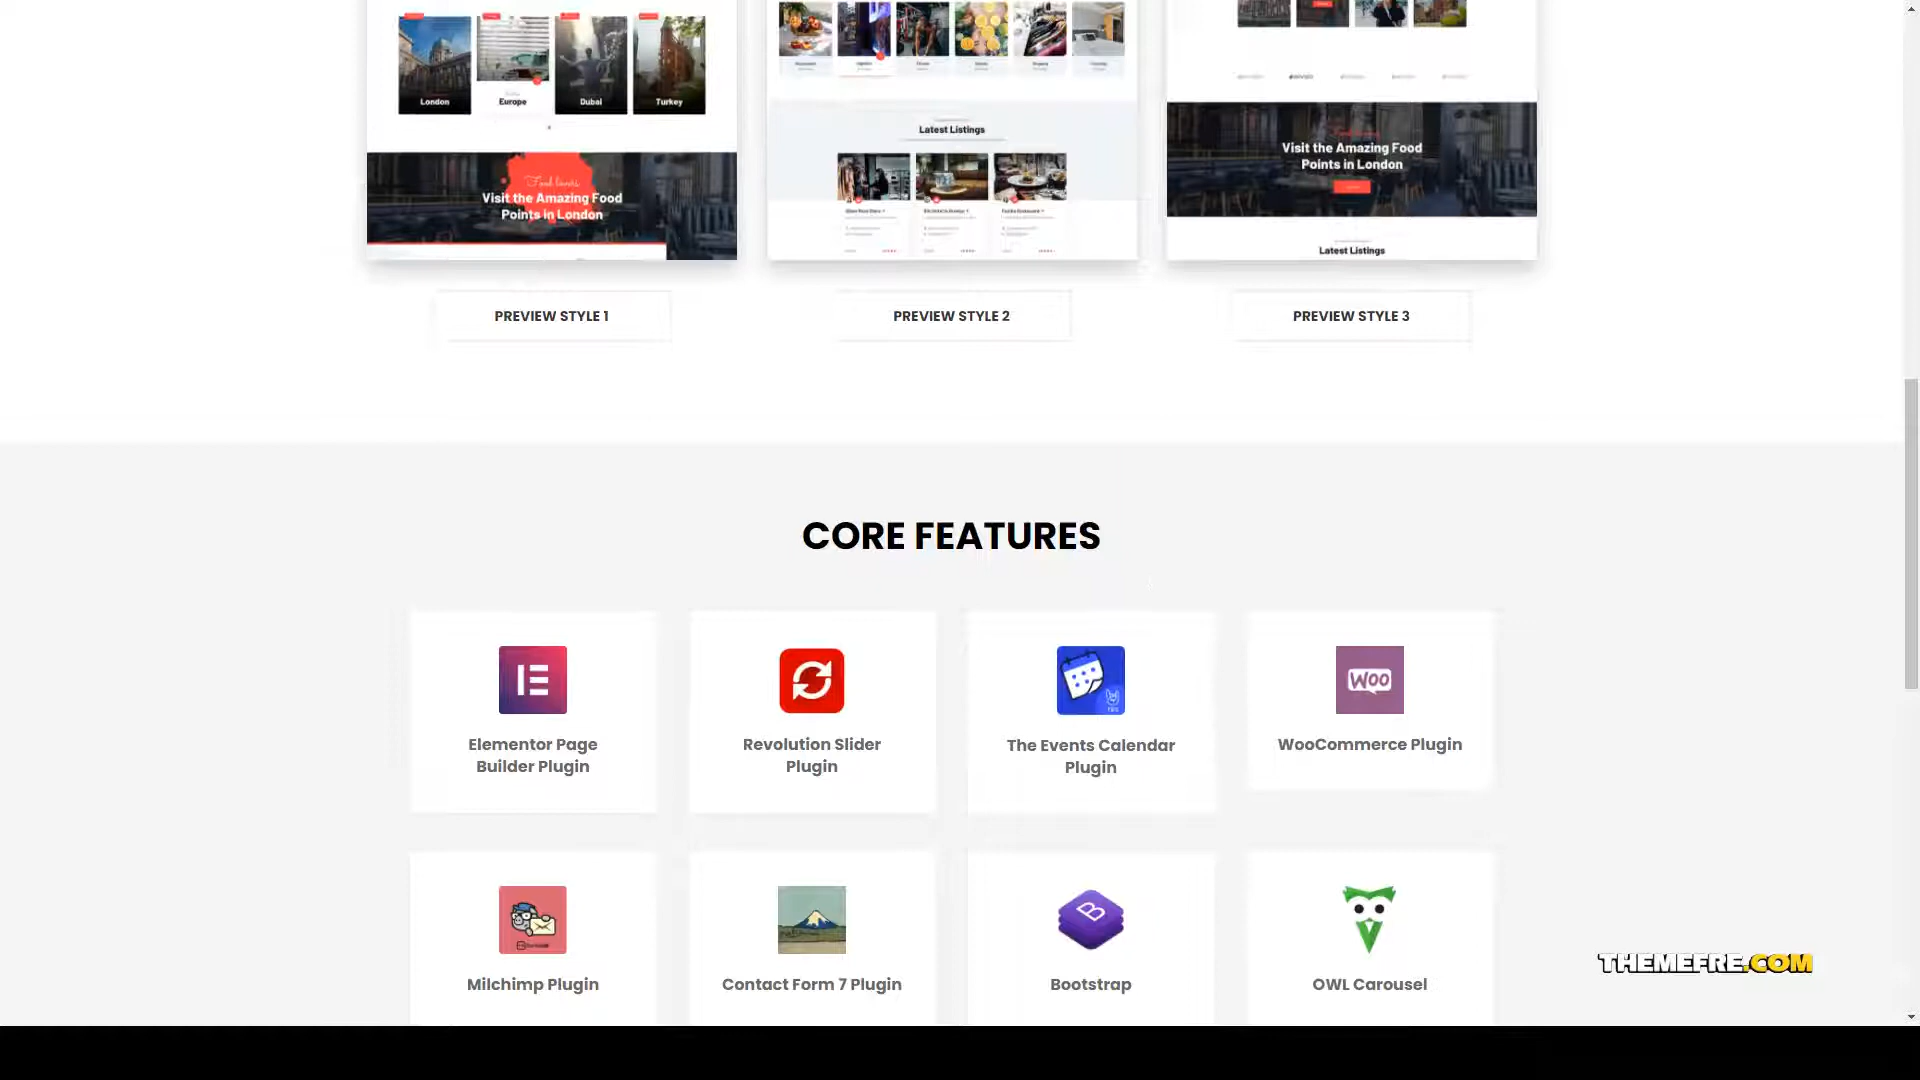 London
Europe
Dubai
Turkey
Food lovers
Visit the Amazing Food
Points in London
Latest Listings
Visit the Amazing Food
Points in London
Latest Listings
PREVIEW STYLE 1
PREVIEW STYLE 2
PREVIEW STYLE 3
CORE FEATURES
Elementor Page
Builder Plugin
Revolution Slider
Plugin
The Events Calendar
Plugin
WOO
WooCommerce Plugin
Milchimp Plugin
Contact Form 7 Plugin
B
Bootstrap
OWL Carousel
THEMEFRE.COM